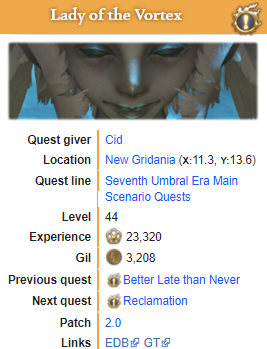 Lady of the Vortex
Quest giver Cid
Location New Gridania (X:11.3, Y:13.6)
Quest line Seventh Umbral Era Main
Scenario Quests
Level 44
Experience 23,320
Gil 3,208
Previous quest Better Late than Never
Next quest Reclamation
Patch 2.0
Links EDB GT